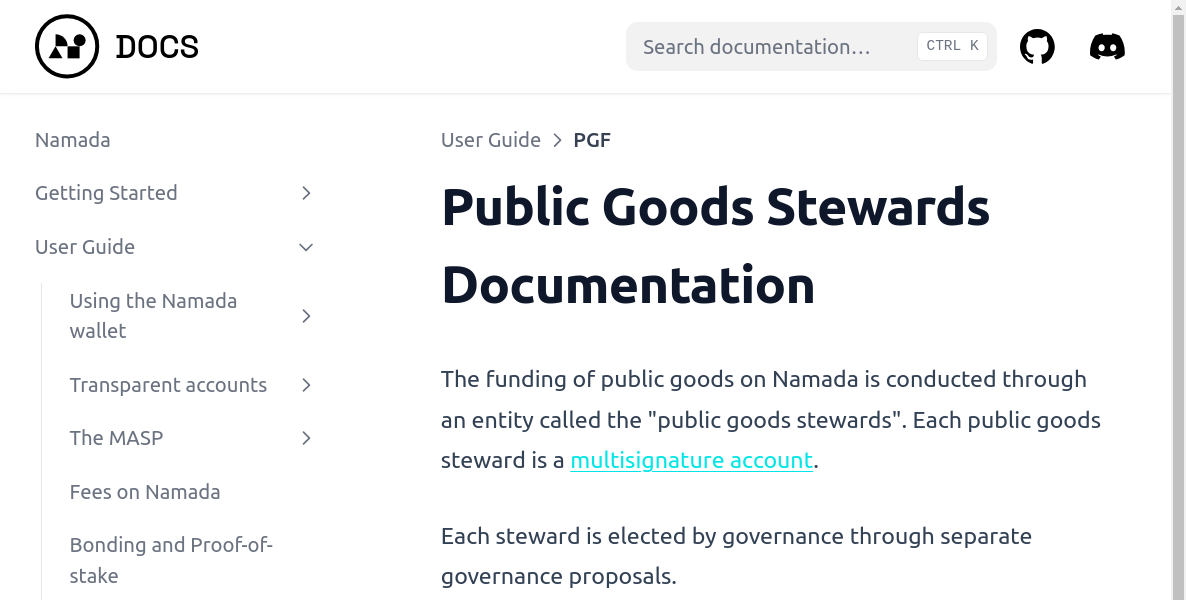 DOCS
Search documentation…
CTRL K
Namada
Getting Started
User Guide
Using the Namada
wallet
Transparent accounts
The MASP
Fees on Namada
Bonding and Proof-of-
stake
User Guide > PGF
Public Goods Stewards
Documentation
The funding of public goods on Namada is conducted through
an entity called the "public goods stewards". Each public goods
steward is a multisignature account.
Each steward is elected by governance through separate
governance proposals.